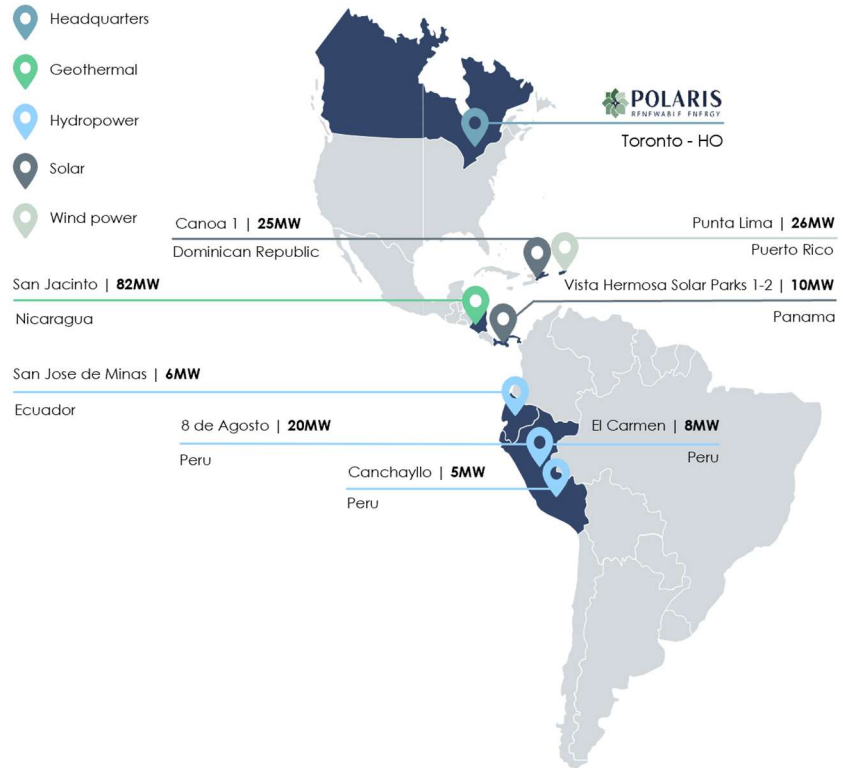 Headquarters
Geothermal
Hydropower
Solar
Wind power
POLARIS
RENEWABLE ENERGY
Toronto - HO
Canoa 1 | 25MW
Dominican Republic
Punta Lima | 26MW
Puerto Rico
San Jacinto | 82MW
Nicaragua
Vista Hermosa Solar Parks 1-2 | 10MW
Panama
San Jose de Minas | 6MW
Ecuador
8 de Agosto | 20MW
Peru
El Carmen | 8MW
Peru
Canchayllo | 5MW
Peru